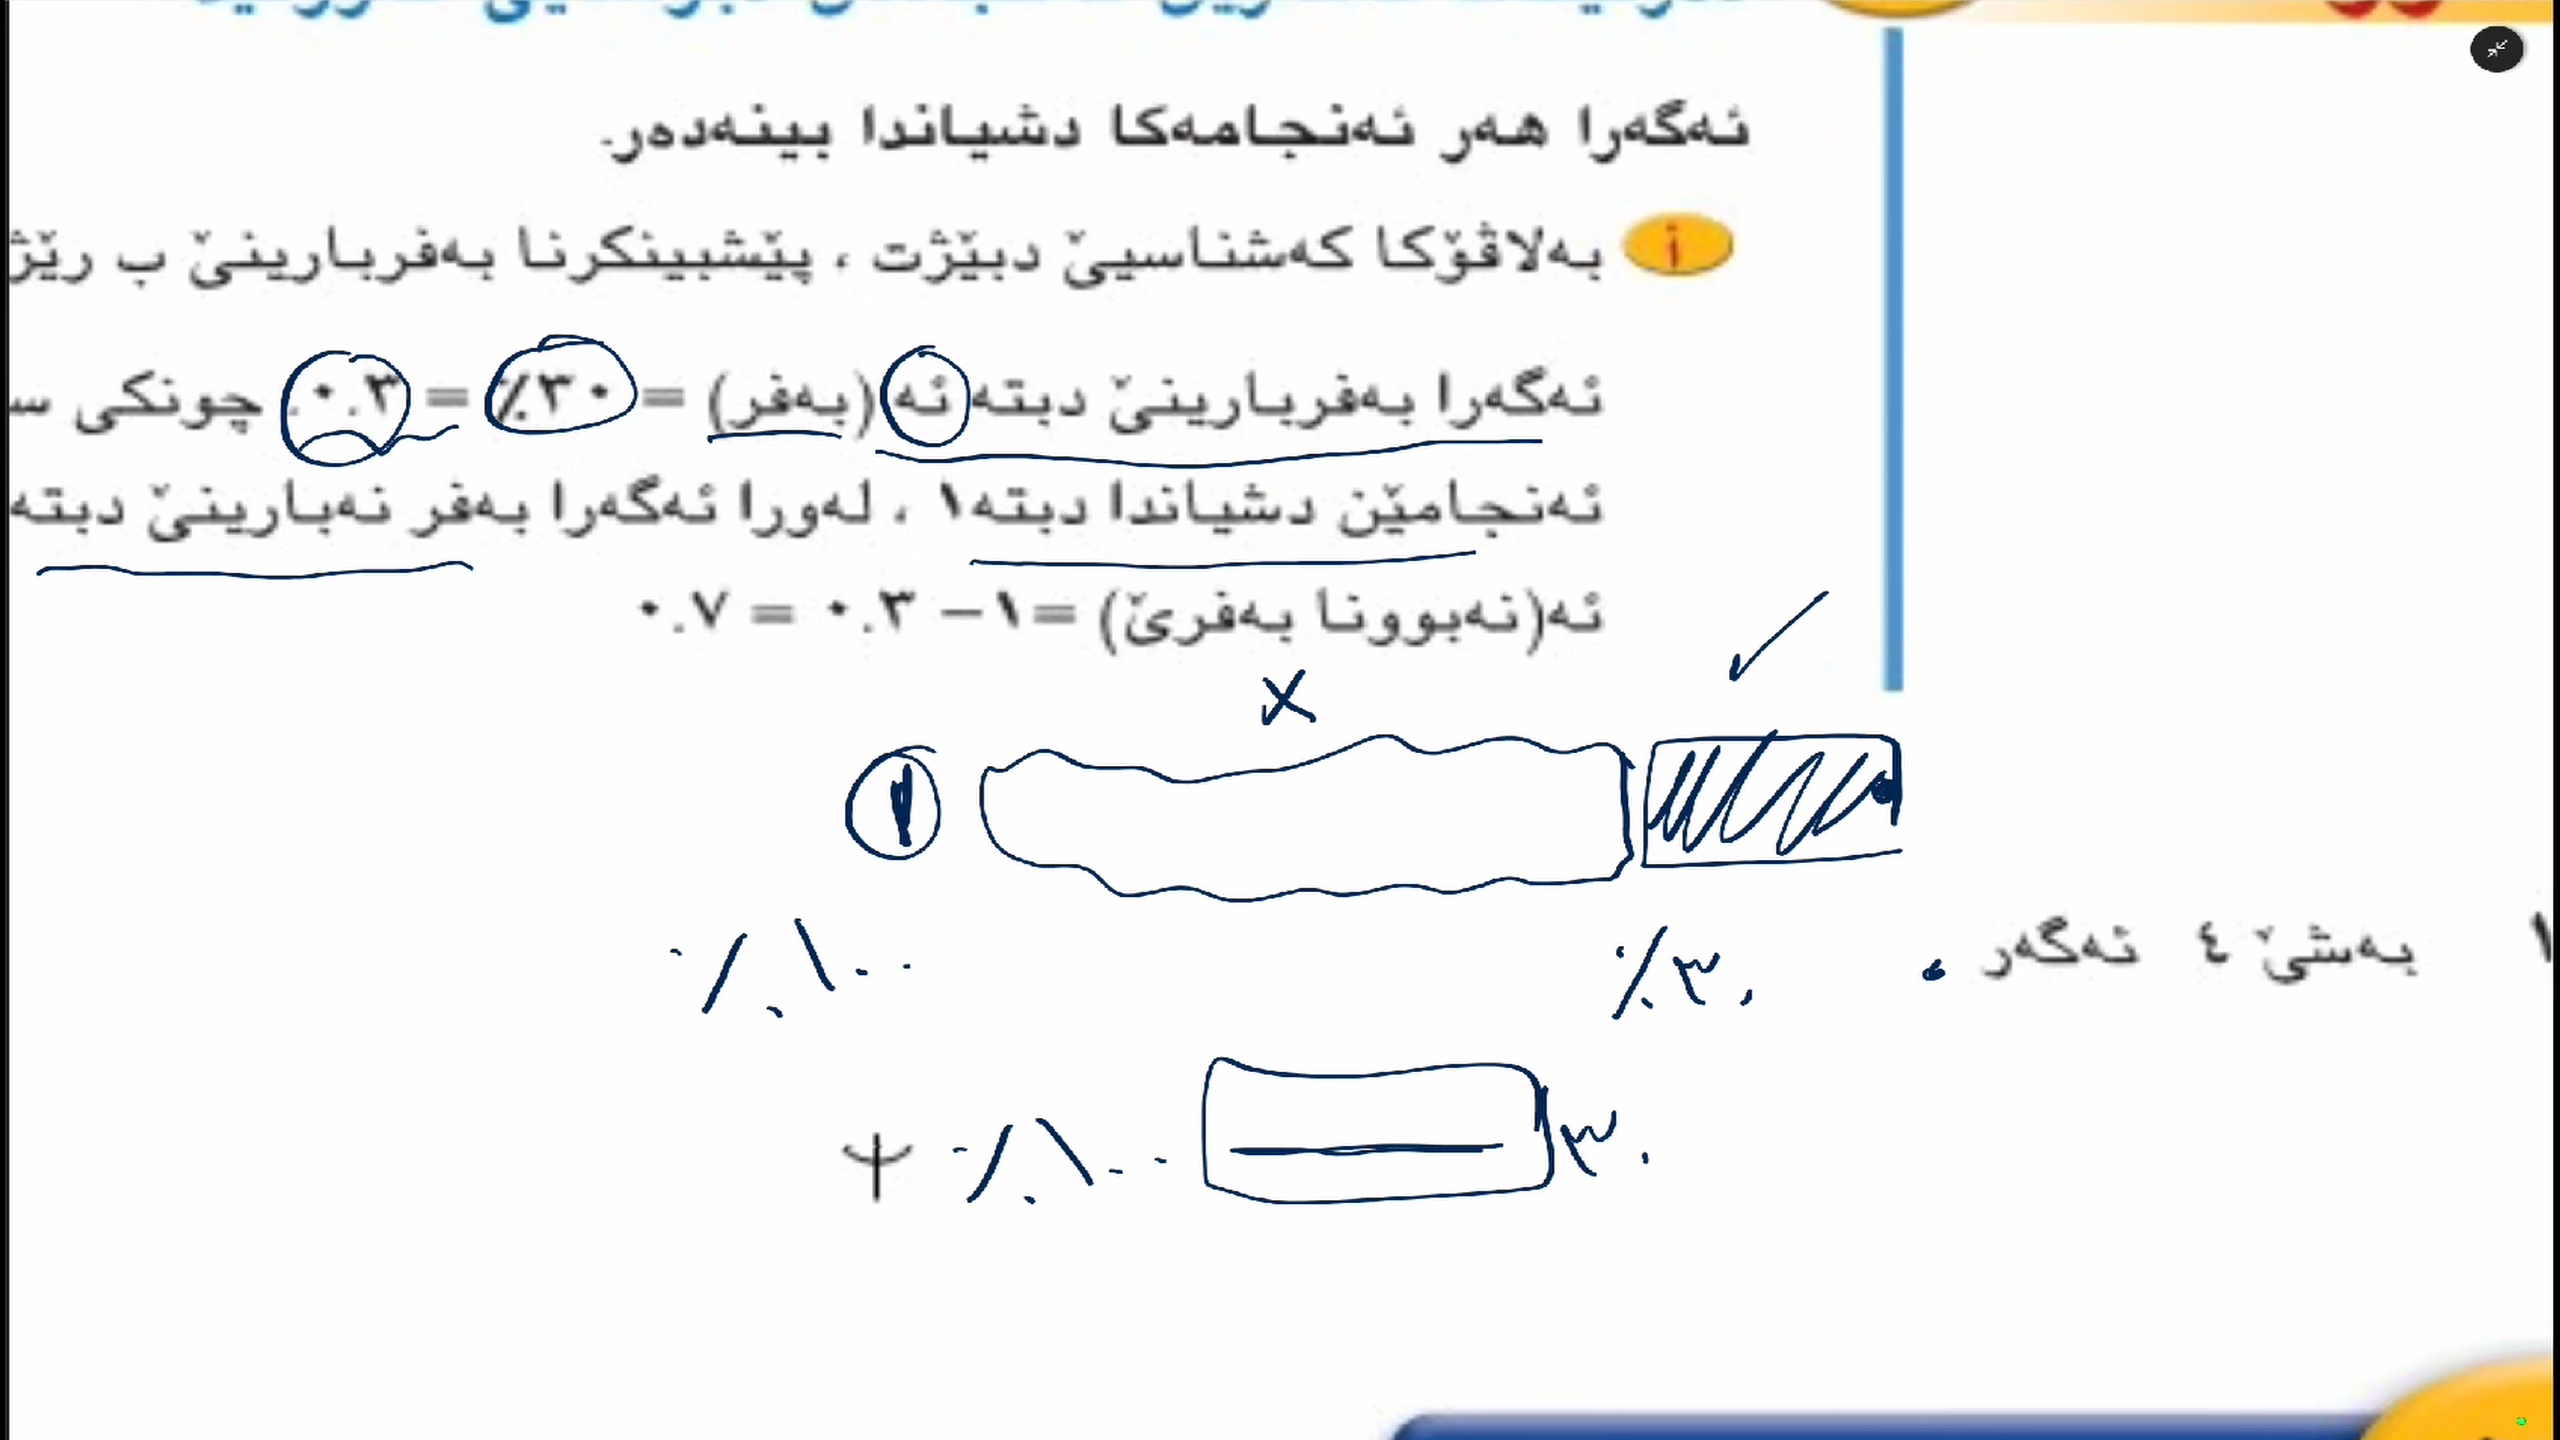 ئەگەرا هەر ئەنجامەکا دشیاندا بینەدەر.
أ بەلاڤۆکا کەشناسیێ دبێژت ، پێشبینکرنا بەفربارینێ ب رێژ
ئەگەرا بەفربارینێ دبتە ئە (بەفر) = ٣٠٪ = ٠.٣. چونکی س
ئەنجامێن دشیاندا دبتە١ ، لەورا ئەگەرا بەفر نەبارینێ دبتە
ئە(نەبوونا بەفرێ) =١− ٠.٣ = ٠.٧
✓
x
١
٪٣٠ ٪١٠٠
١ بەشێ ٤ ئەگەر
٣٠ ٪١٠٠